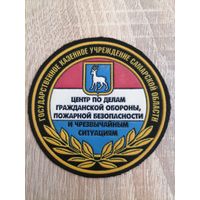 ГОСУДАРСТВЕННОЕ КАЗЕННОЕ УЧРЕЖДЕНИЕ САМАРСКОЙ ОБЛАСТИ
ЦЕНТР ПО ДЕЛАМ
ГРАЖДАНСКОЙ ОБОРОНЫ,
ПОЖАРНОЙ БЕЗОПАСНОСТИ
И ЧРЕЗВЫЧАЙНЫМ
СИТУАЦИЯМ